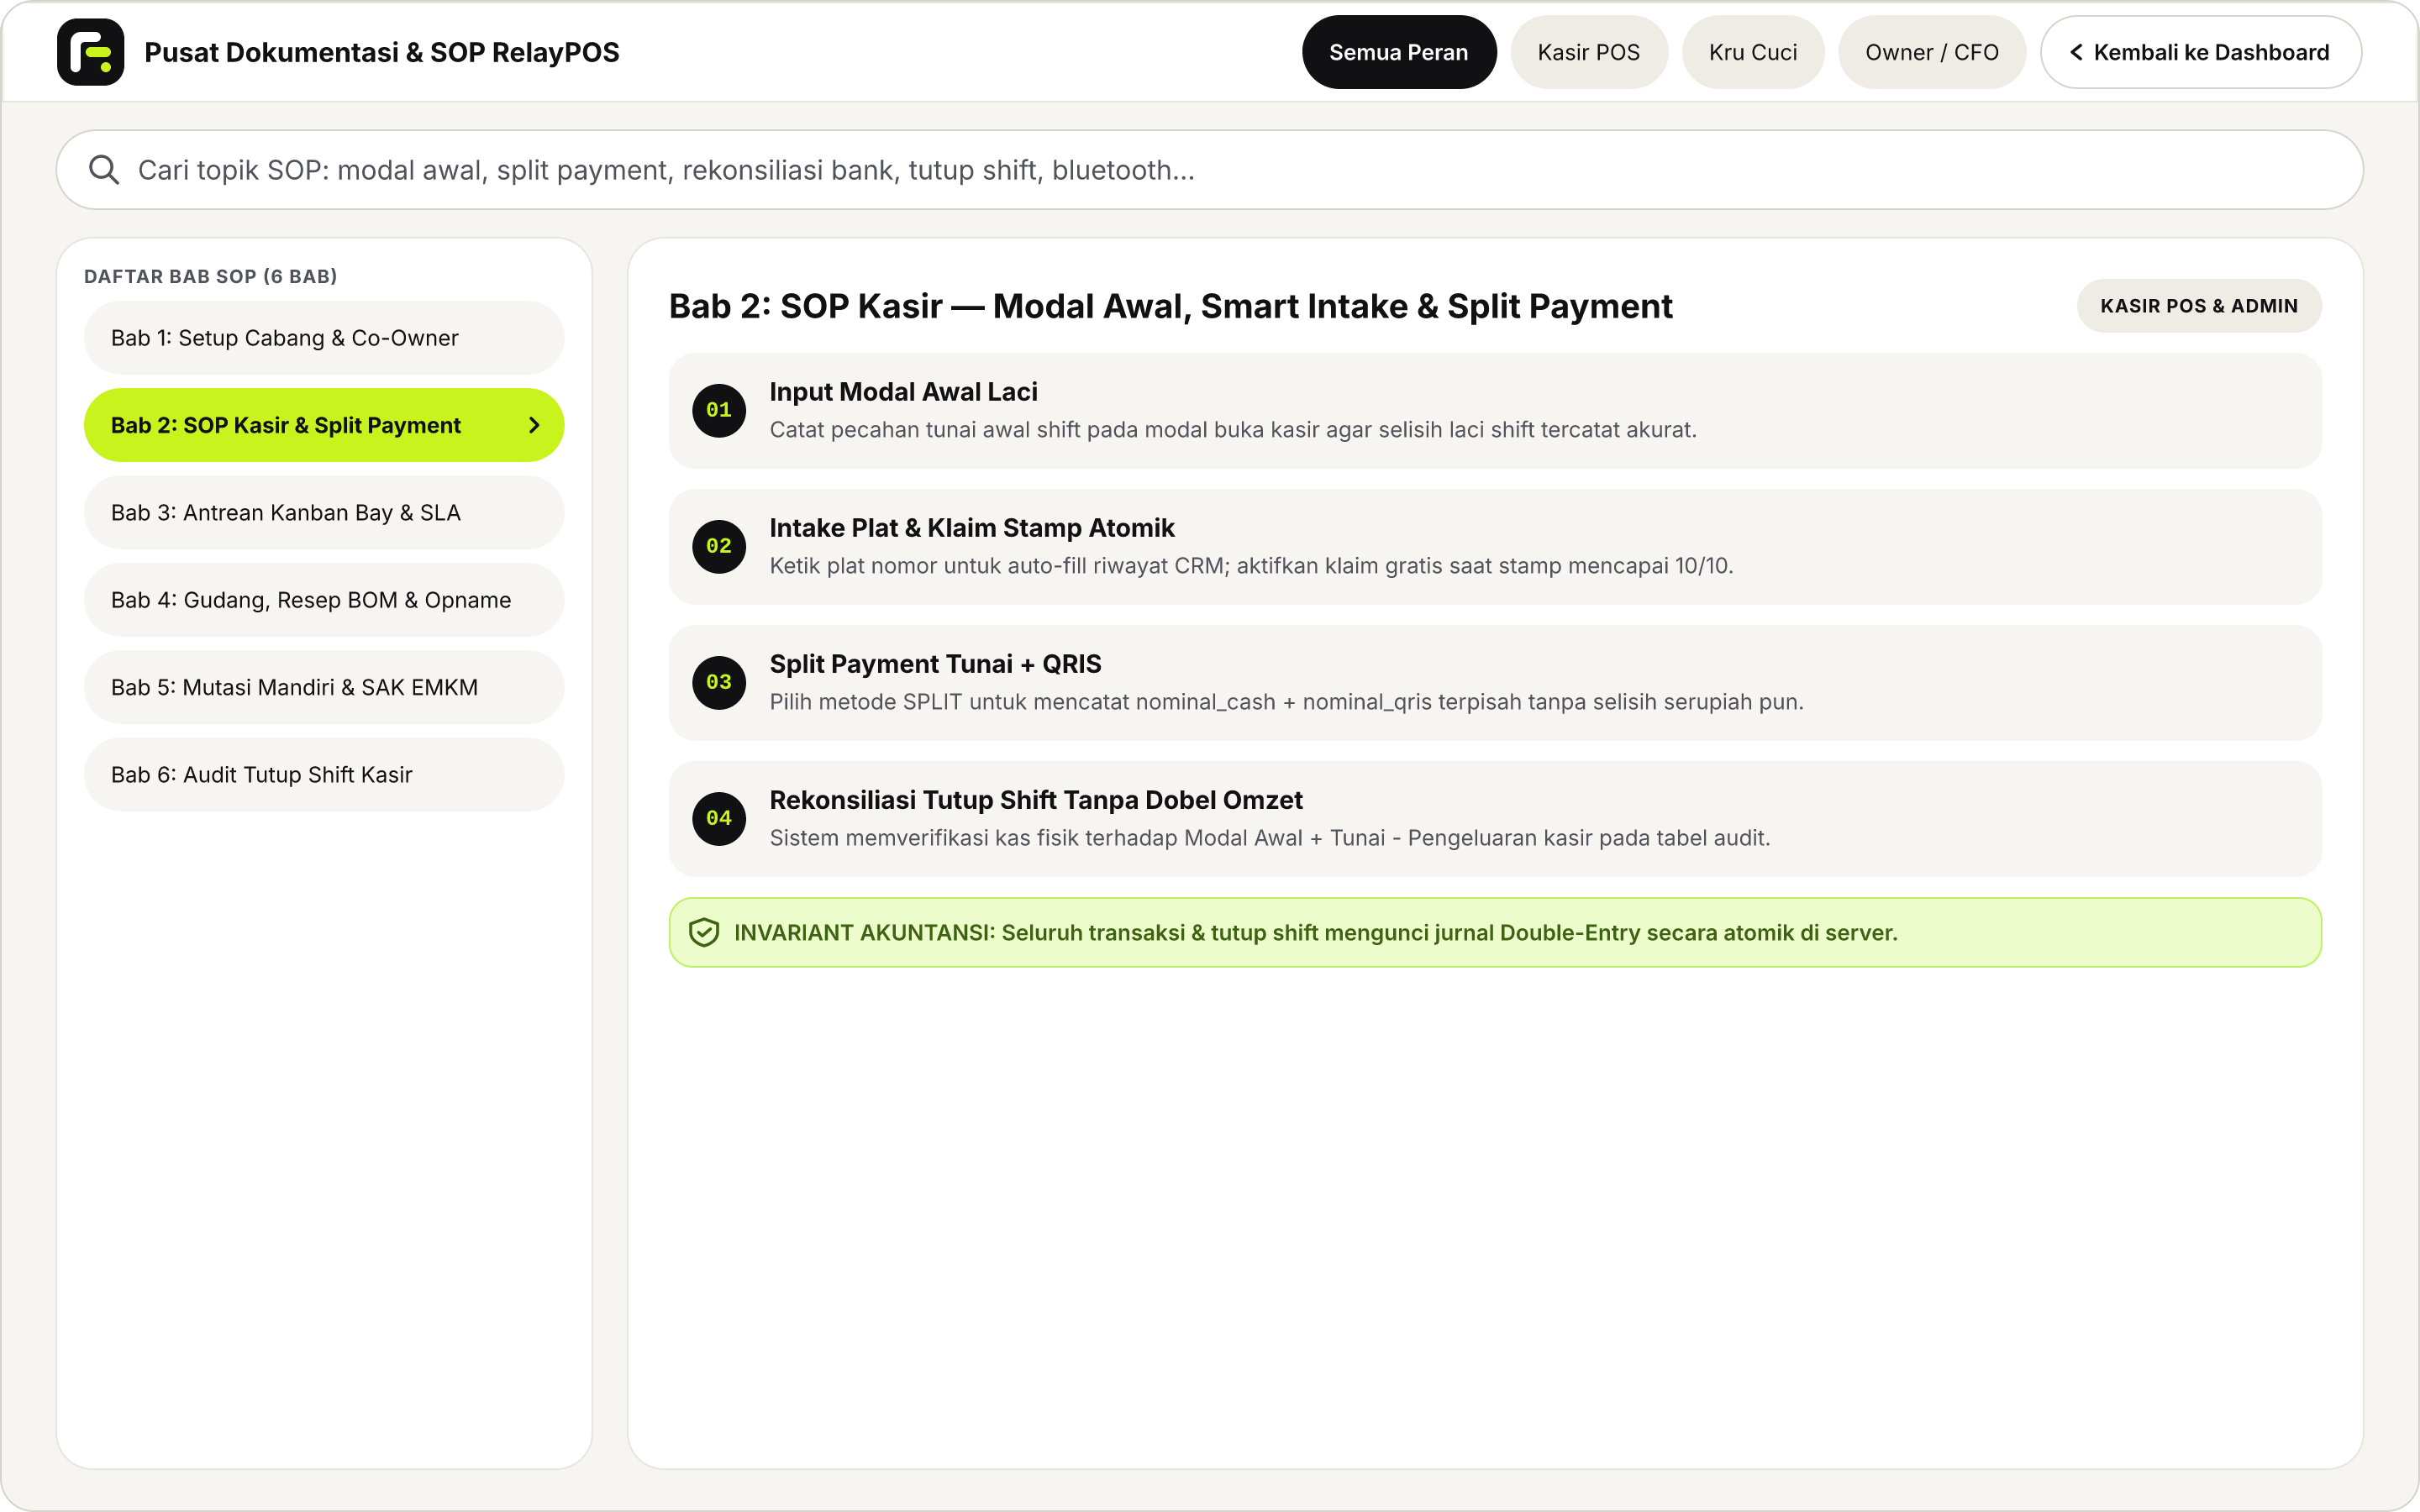 Pusat Dokumentasi & SOP RelayPOS
Semua Peran
Kasir POS
Kru Cuci
Owner / CFO
Kembali ke Dashboard
Cari topik SOP: modal awal, split payment, rekonsiliasi bank, tutup shift, bluetooth...
DAFTAR BAB SOP (6 BAB)
Bab 1: Setup Cabang & Co-Owner
Bab 2: SOP Kasir & Split Payment
Bab 3: Antrean Kanban Bay & SLA
Bab 4: Gudang, Resep BOM & Opname
Bab 5: Mutasi Mandiri & SAK EMKM
Bab 6: Audit Tutup Shift Kasir
Bab 2: SOP Kasir — Modal Awal, Smart Intake & Split Payment
KASIR POS & ADMIN
01
Input Modal Awal Laci
Catat pecahan tunai awal shift pada modal buka kasir agar selisih laci shift tercatat akurat.
02
Intake Plat & Klaim Stamp Atomik
Ketik plat nomor untuk auto-fill riwayat CRM; aktifkan klaim gratis saat stamp mencapai 10/10.
03
Split Payment Tunai + QRIS
Pilih metode SPLIT untuk mencatat nominal_cash + nominal_qris terpisah tanpa selisih serupiah pun.
04
Rekonsiliasi Tutup Shift Tanpa Dobel Omzet
Sistem memverifikasi kas fisik terhadap Modal Awal + Tunai - Pengeluaran kasir pada tabel audit.
INVARIANT AKUNTANSI: Seluruh transaksi & tutup shift mengunci jurnal Double-Entry secara atomik di server.